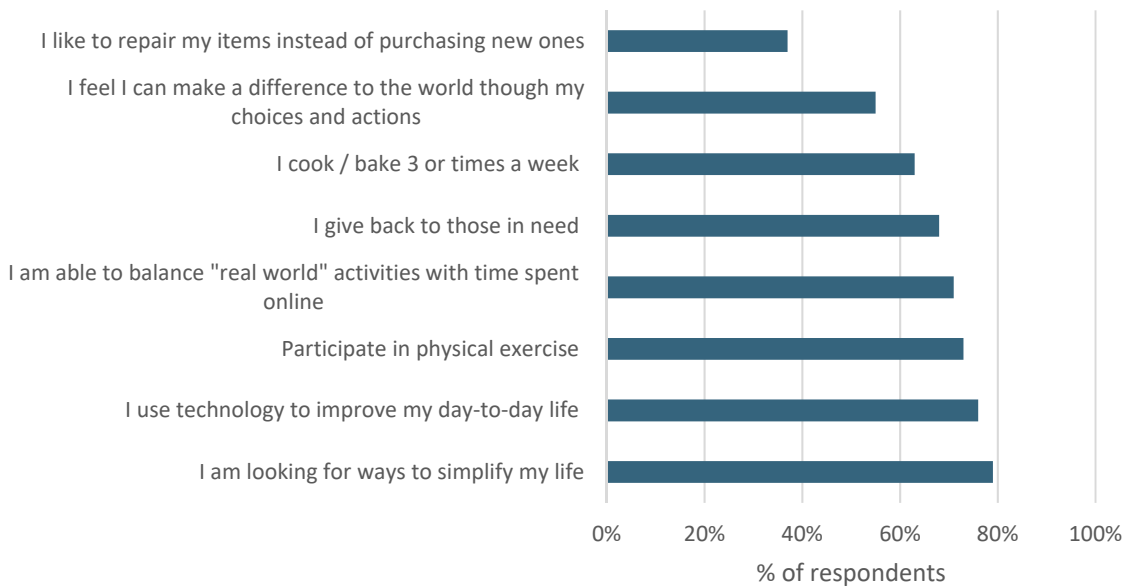 I like to repair my items instead of purchasing new ones
I feel I can make a difference to the world though my
choices and actions
I cook / bake 3 or times a week
I give back to those in need
I am able to balance "real world" activities with time spent
online
Participate in physical exercise
I use technology to improve my day-to-day life
I am looking for ways to simplify my life
0% 20% 40% 60% 80% 100%
% of respondents